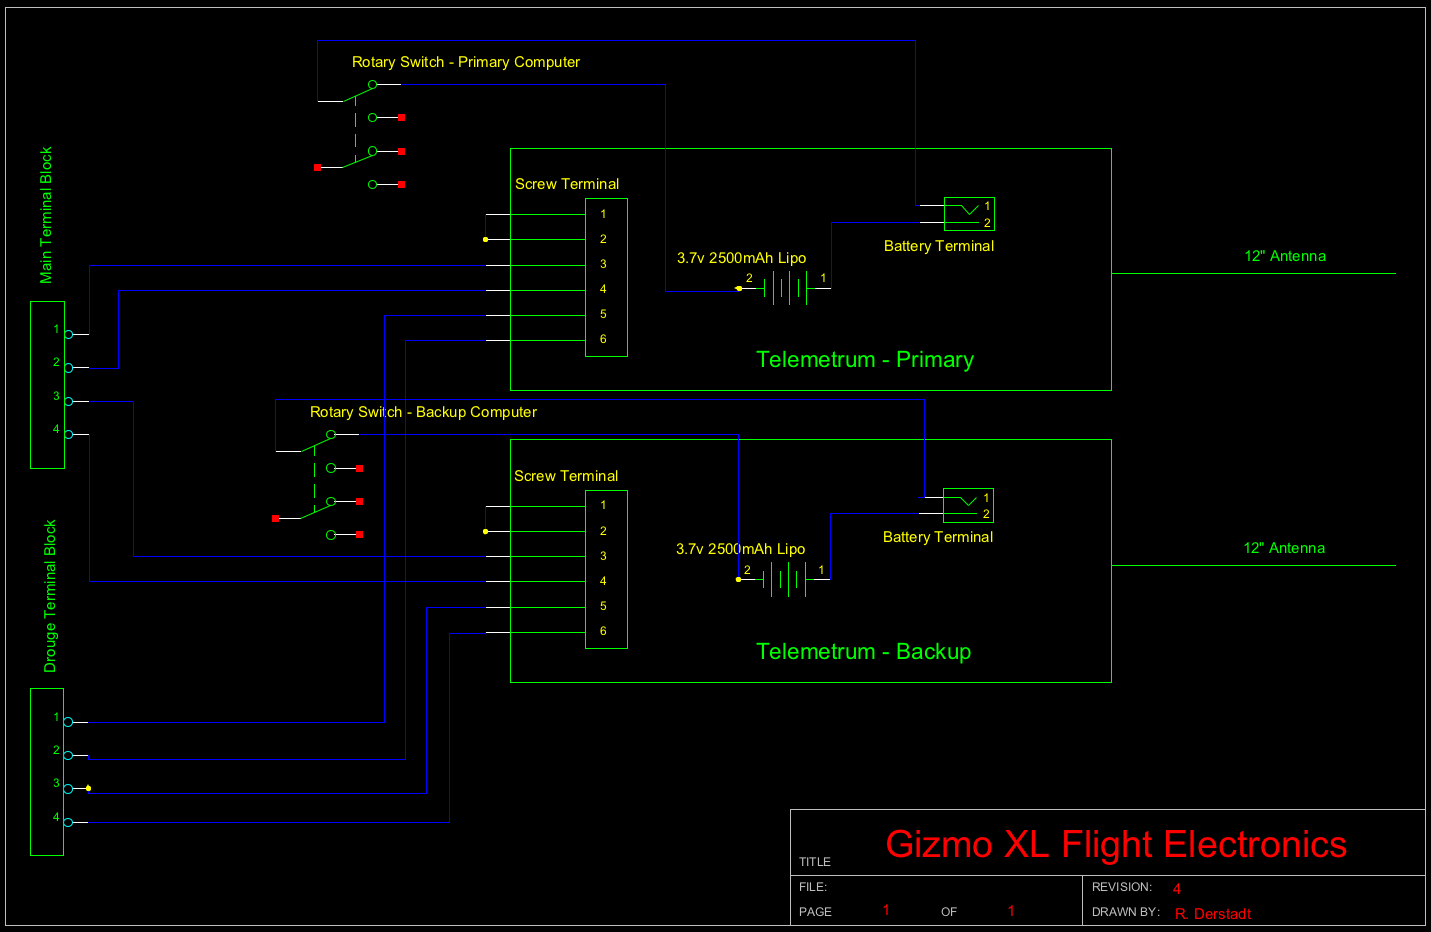 Rotary Switch - Primary Computer
Main Terminal Block
1
2
3
4
Screw Terminal
1
2
3
4
5
6
3.7v 2500mAh Lipo
2
1
1
2
Battery Terminal
12" Antenna
Telemetrum - Primary
Rotary Switch - Backup Computer
Drouge Terminal Block
1
2
3
4
Screw Terminal
1
2
3
4
5
6
3.7v 2500mAh Lipo
2
1
1
2
Battery Terminal
12" Antenna
Telemetrum - Backup
TITLE Gizmo XL Flight Electronics
FILE:
PAGE 1 OF 1
REVISION: 4
DRAWN BY: R. Derstadt